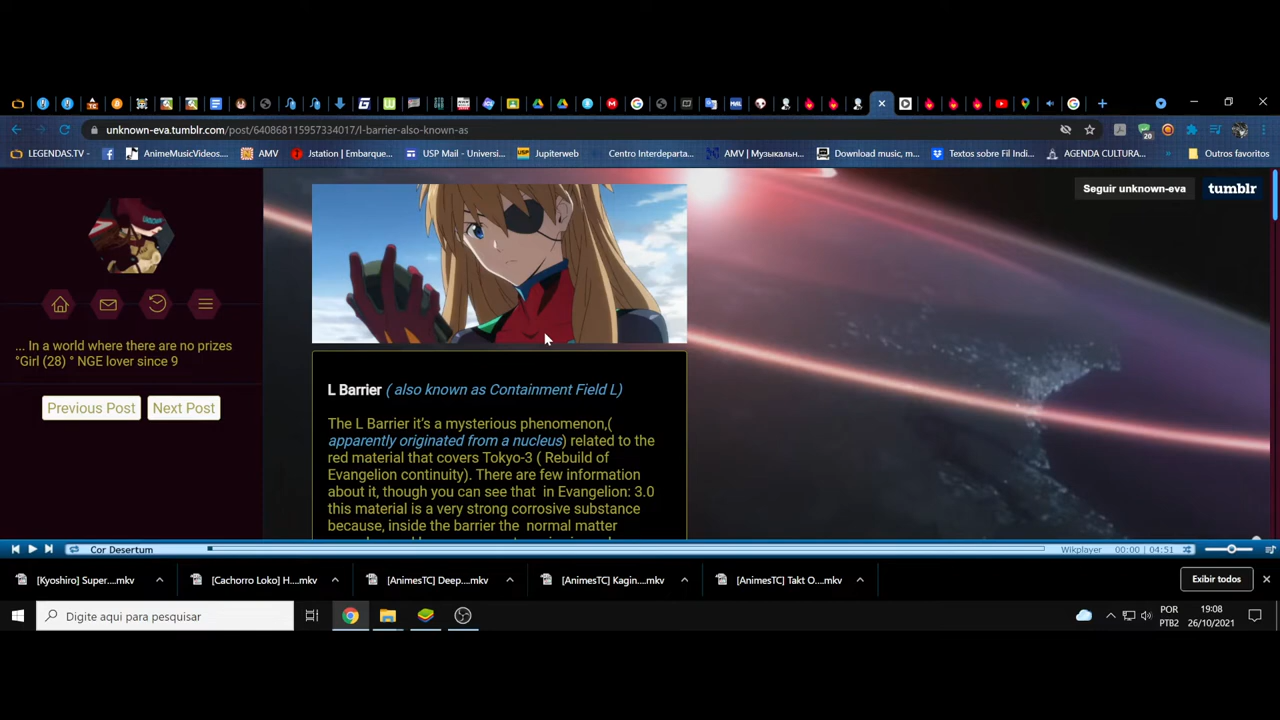 unknown-eva.tumblr.com/post/640868115957334017/l-barrier-also-known-as
20
LEGENDAS.TV -
AnimeMusicVideos....
AMV
Jstation | Embarque...
USP Mail - Universi...
Jupiterweb
Centro Interdeparta...
AMV | Музыкальн...
Download music, m...
Textos sobre Fil Indi...
AGENDA CULTURA...
»
Outros favoritos
Seguir unknown-eva
tumblr
... In a world where there are no prizes
°Girl (28) ° NGE lover since 9
Previous Post
Next Post
L Barrier ( also known as Containment Field L)
The L Barrier it's a mysterious phenomenon,(
apparently originated from a nucleus) related to the
red material that covers Tokyo-3 ( Rebuild of
Evangelion continuity). There are few information
about it, though you can see that in Evangelion: 3.0
this material is a very strong corrosive substance
because, inside the barrier the normal matter
Cor Desertum
Wikplayer 00:00 / 04:51
[Kyoshiro] Super....mkv
[Cachorro Loko] H....mkv
[AnimesTC] Deep....mkv
[AnimesTC] Kagin....mkv
[AnimesTC] Takt O....mkv
Exibir todos
Digite aqui para pesquisar
POR
PTB2
19:08
26/10/2021